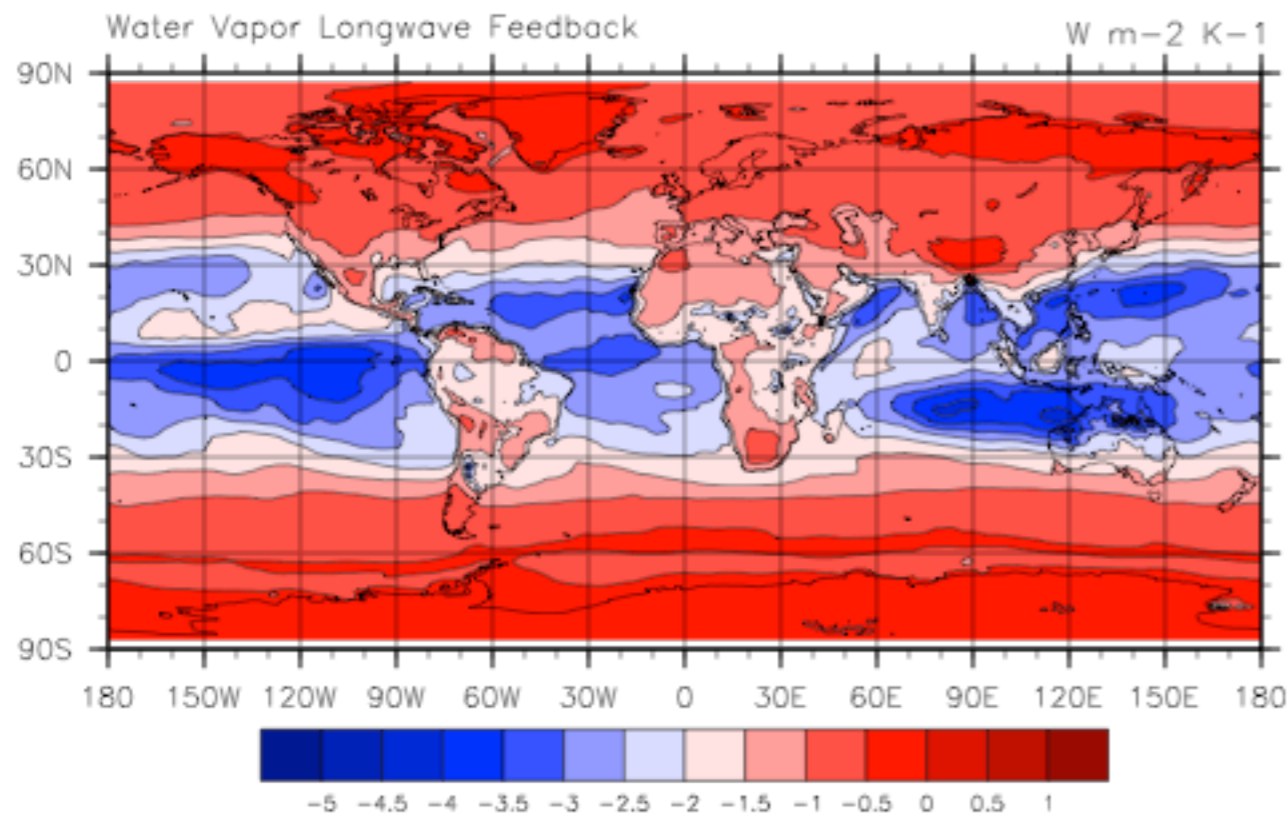 Water Vapor Longwave Feedback W m-2 K-1
90N
60N
30N
0
30S
60S
90S
180 150W 120W 90W 60W 30W 0 30E 60E 90E 120E 150E 180
-5 -4.5 -4 -3.5 -3 -2.5 -2 -1.5 -1 -0.5 0 0.5 1